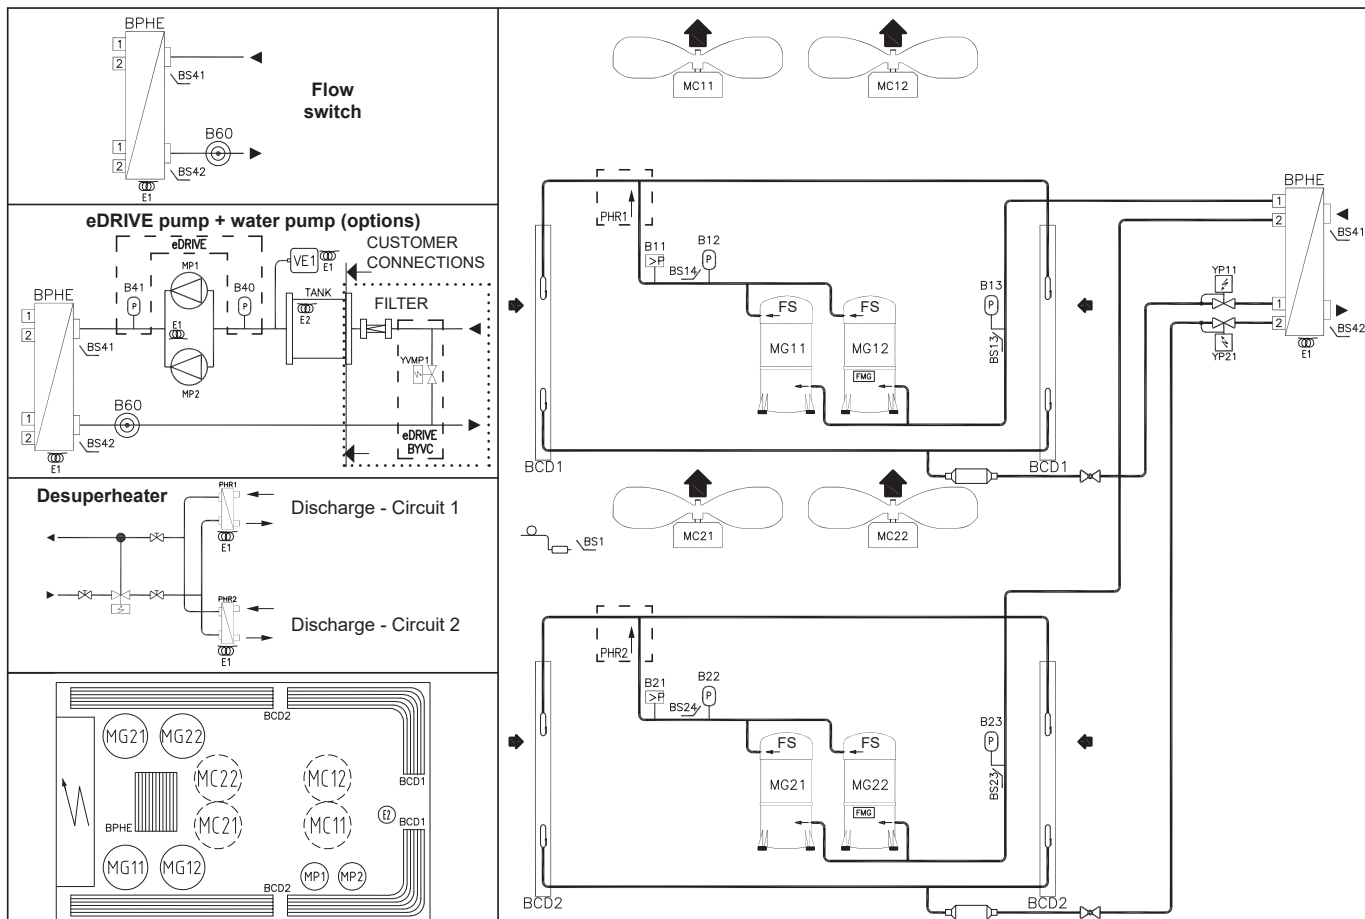 BPHE
1
2
BS41
Flow
switch
B60
1
2
BS42
E1
eDRIVE pump + water pump (options)
eDRIVE
CUSTOMER
CONNECTIONS
MP1
VE1
E1
B41
P
B40
P
BPHE
TANK
E2
FILTER
1
2
E1
BS41
YVMP1
MP2
B60
1
2
BS42
eDRIVE
BYVC
E1
Desuperheater
PHR1
Discharge - Circuit 1
E1
PHR2
Discharge - Circuit 2
E1
BCD2
MG21
MG22
MC22
MC12
BCD1
E2
BPHE
MC21
MC11
BCD1
MG11
MG12
MP1
MP2
BCD2
MC11
MC12
PHR1
B11
>P
BS14
B12
P
FS
MG11
FS
MG12
FMG
B13
P
BS13
BPHE
1
2
BS41
YP11
1
2
BS42
YP21
E1
BCD1
BCD1
MC21
MC22
BS1
PHR2
B21
>P
BS24
B22
P
FS
MG21
FS
MG22
FMG
B23
P
BS23
BCD2
BCD2